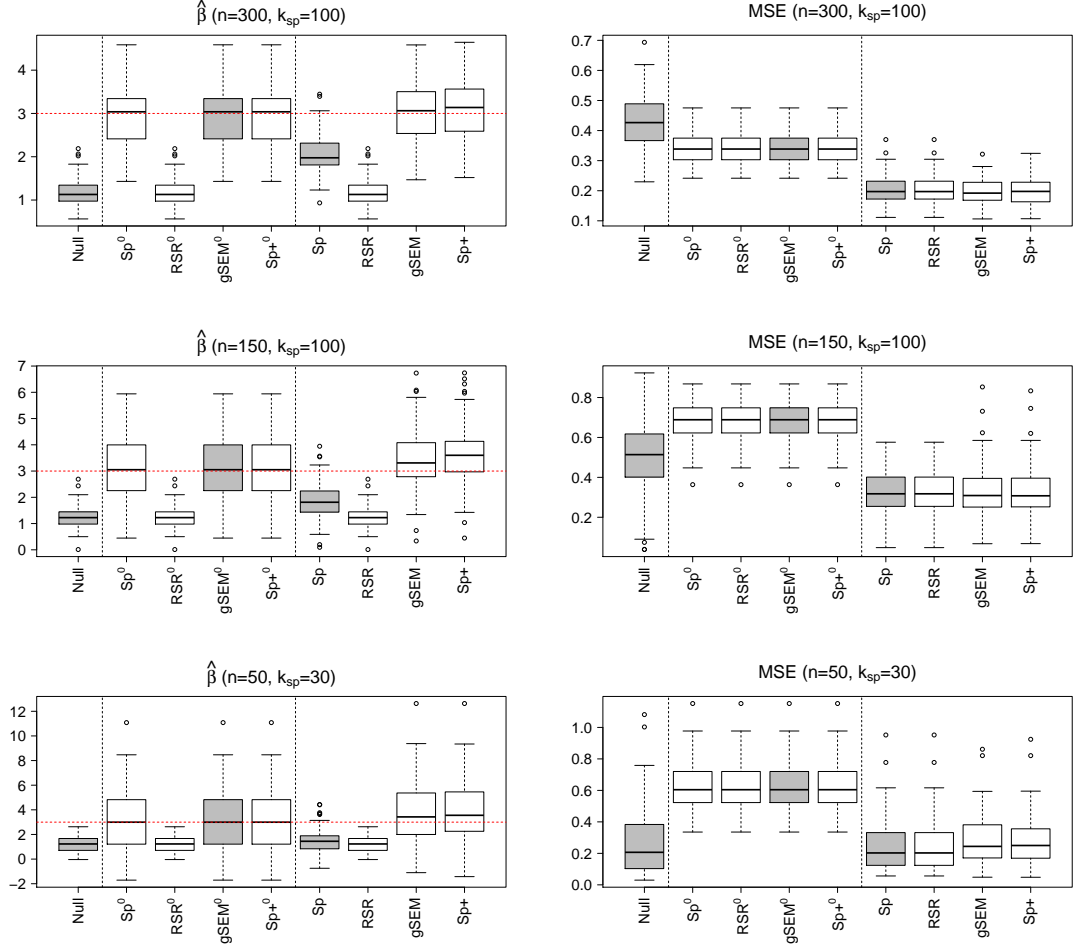 β̂ (n=300, k_sp=100)
4
3
2
1
Null
Sp⁰
RSR⁰
gSEM⁰
Sp+⁰
Sp
RSR
gSEM
Sp+
MSE (n=300, k_sp=100)
0.7
0.6
0.5
0.4
0.3
0.2
0.1
Null
Sp⁰
RSR⁰
gSEM⁰
Sp+⁰
Sp
RSR
gSEM
Sp+
β̂ (n=150, k_sp=100)
7
6
5
4
3
2
1
0
Null
Sp⁰
RSR⁰
gSEM⁰
Sp+⁰
Sp
RSR
gSEM
Sp+
MSE (n=150, k_sp=100)
0.8
0.6
0.4
0.2
Null
Sp⁰
RSR⁰
gSEM⁰
Sp+⁰
Sp
RSR
gSEM
Sp+
β̂ (n=50, k_sp=30)
12
10
8
6
4
2
0
−2
Null
Sp⁰
RSR⁰
gSEM⁰
Sp+⁰
Sp
RSR
gSEM
Sp+
MSE (n=50, k_sp=30)
1.0
0.8
0.6
0.4
0.2
0.0
Null
Sp⁰
RSR⁰
gSEM⁰
Sp+⁰
Sp
RSR
gSEM
Sp+